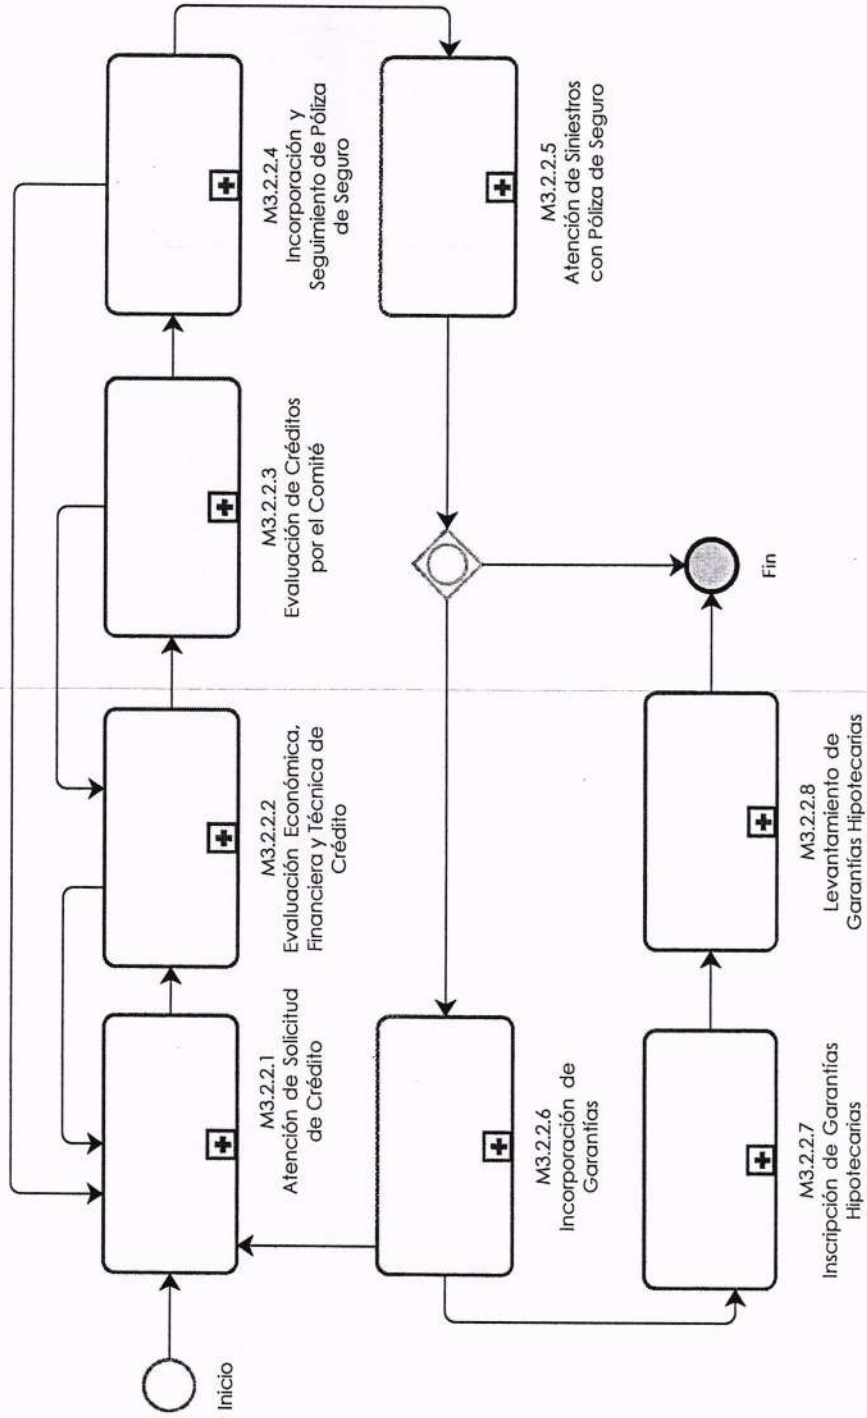 Inicio
M3.2.2.1
Atención de Solicitud
de Crédito
M3.2.2.2
Evaluación Económica,
Financiera y Técnica de
Crédito
M3.2.2.3
Evaluación de Créditos
por el Comité
M3.2.2.4
Incorporación y
Seguimiento de Póliza
de Seguro
M3.2.2.6
Incorporación de
Garantías
M3.2.2.5
Atención de Siniestros
con Póliza de Seguro
M3.2.2.7
Inscripción de Garantías
Hipotecarias
M3.2.2.8
Levantamiento de
Garantías Hipotecarias
Fin